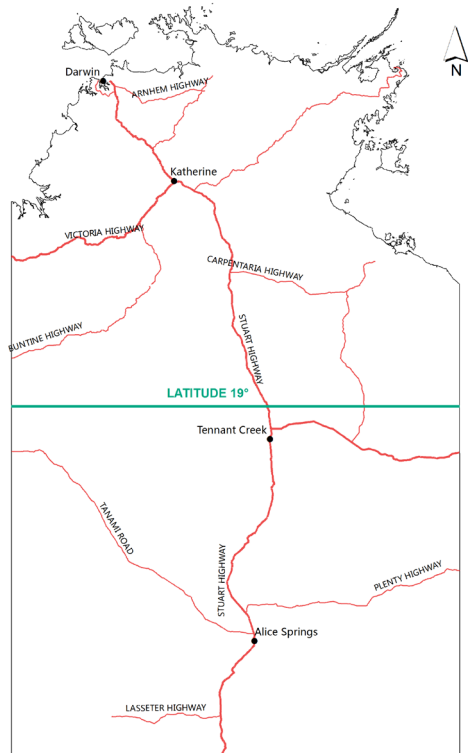 N
Darwin
ARNHEM HIGHWAY
Katherine
VICTORIA HIGHWAY
CARPENTARIA HIGHWAY
BUNTINE HIGHWAY
STUART HIGHWAY
LATITUDE 19°
Tennant Creek
TANAMI ROAD
STUART HIGHWAY
PLENTY HIGHWAY
Alice Springs
LASSETER HIGHWAY